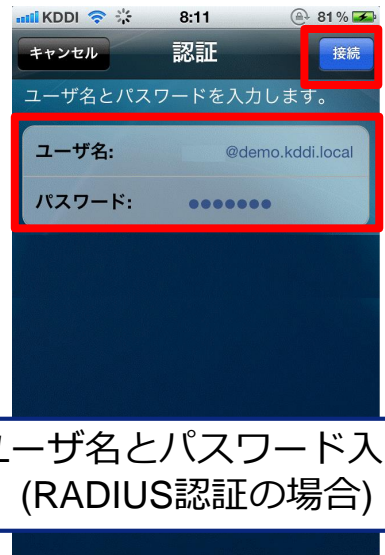 KDDI 8:11 81%
キャンセル 認証 接続
ユーザ名とパスワードを入力します。
ユーザ名: @demo.kddi.local
パスワード: ●●●●●●●
ユーザ名とパスワード入
(RADIUS認証の場合)